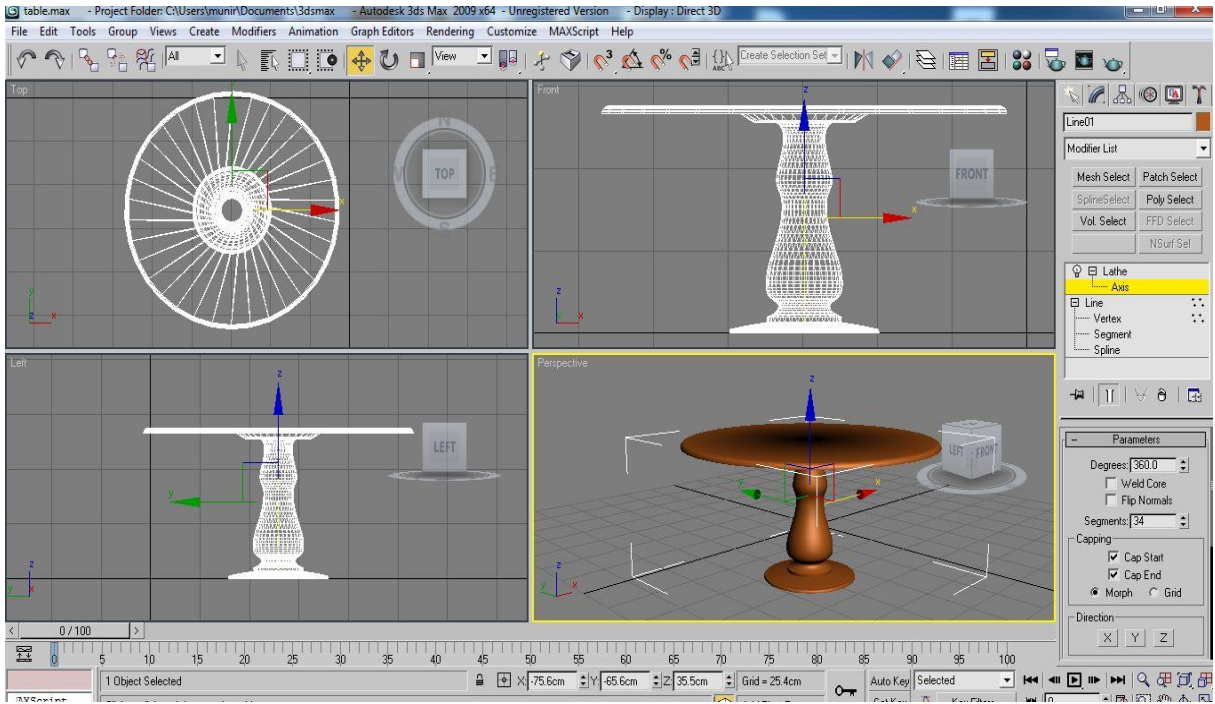 table.max - Project Folder: C:\Users\munir\Documents\3dsmax - Autodesk 3ds Max 2009 x64 - Unregistered Version - Display : Direct 3D
File Edit Tools Group Views Create Modifiers Animation Graph Editors Rendering Customize MAXScript Help
All View 3 % ABC Create Selection Set
Top
N
W TOP E
S
y
z x
x
Front
z
FRONT
x
z
y x
Line01
Modifier List
Mesh Select Patch Select
SplineSelect Poly Select
Vol. Select FFD Select
NSurf Sel
Lathe
Axis
Line
Vertex
Segment
Spline
Left
z
LEFT
y
z
y x
Perspective
z
LEFT FRONT
y x
z
y x
Parameters
Degrees: 360.0
Weld Core
Flip Normals
Segments: 34
Capping
Cap Start
Cap End
Morph Grid
Direction
X Y Z
< 0 / 100 >
0 5 10 15 20 25 30 35 40 45 50 55 60 65 70 75 80 85 90 95 100
1 Object Selected X: -75.6cm Y: -65.6cm Z: 35.5cm Grid = 25.4cm Auto Key Selected
MAXScript 0